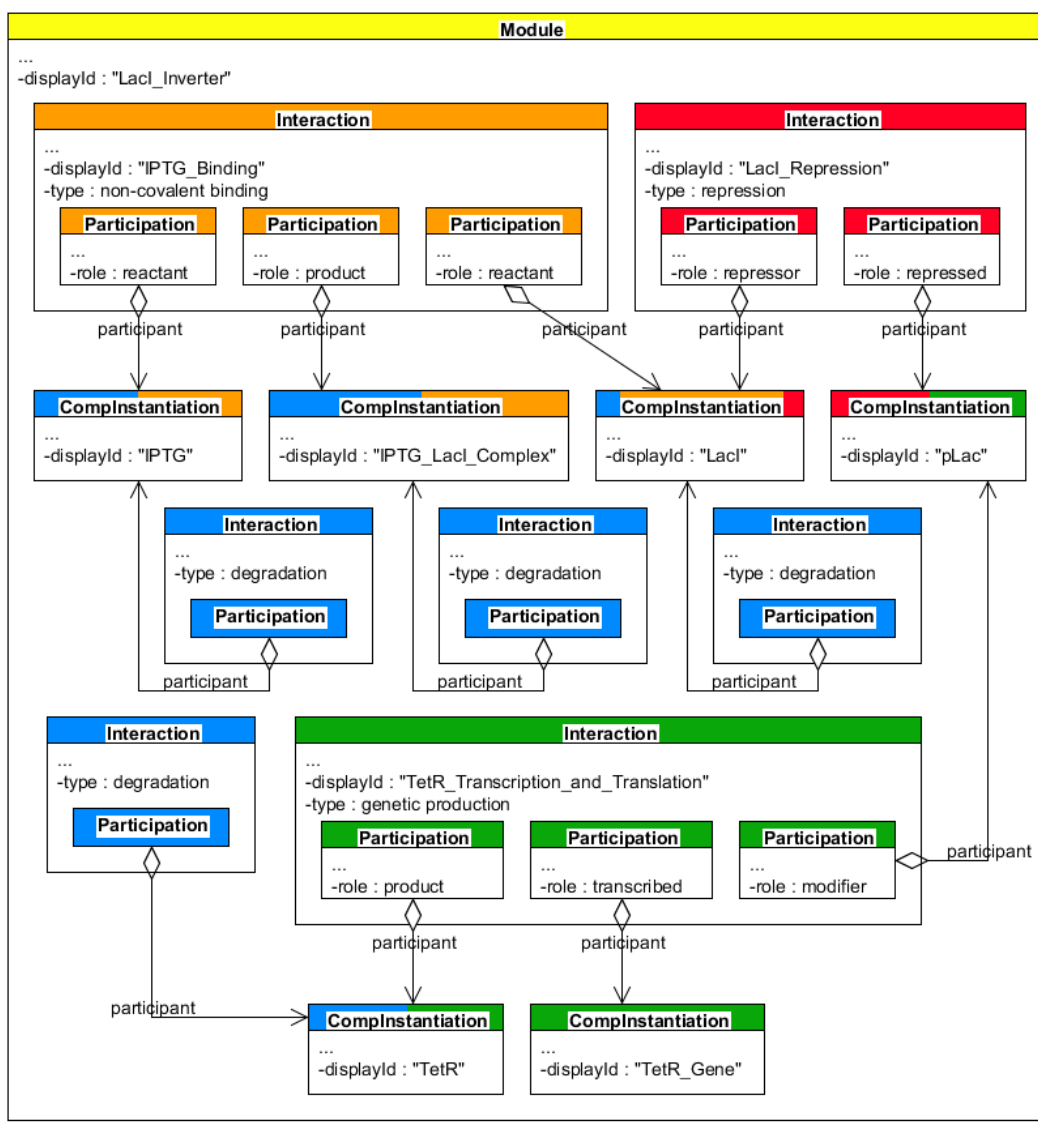 Module
...
-displayId : "LacI_Inverter"
Interaction
...
-displayId : "IPTG_Binding"
-type : non-covalent binding
Participation
...
-role : reactant
Participation
...
-role : product
Participation
...
-role : reactant
Interaction
...
-displayId : "LacI_Repression"
-type : repression
Participation
...
-role : repressor
Participation
...
-role : repressed
participant
participant
participant
participant
participant
CompInstantiation
...
-displayId : "IPTG"
CompInstantiation
...
-displayId : "IPTG_LacI_Complex"
CompInstantiation
...
-displayId : "LacI"
CompInstantiation
...
-displayId : "pLac"
Interaction
...
-type : degradation
Participation
participant
Interaction
...
-type : degradation
Participation
participant
Interaction
...
-type : degradation
Participation
participant
Interaction
...
-type : degradation
Participation
participant
Interaction
...
-displayId : "TetR_Transcription_and_Translation"
-type : genetic production
Participation
...
-role : product
Participation
...
-role : transcribed
Participation
...
-role : modifier
participant
participant
participant
CompInstantiation
...
-displayId : "TetR"
CompInstantiation
...
-displayId : "TetR_Gene"